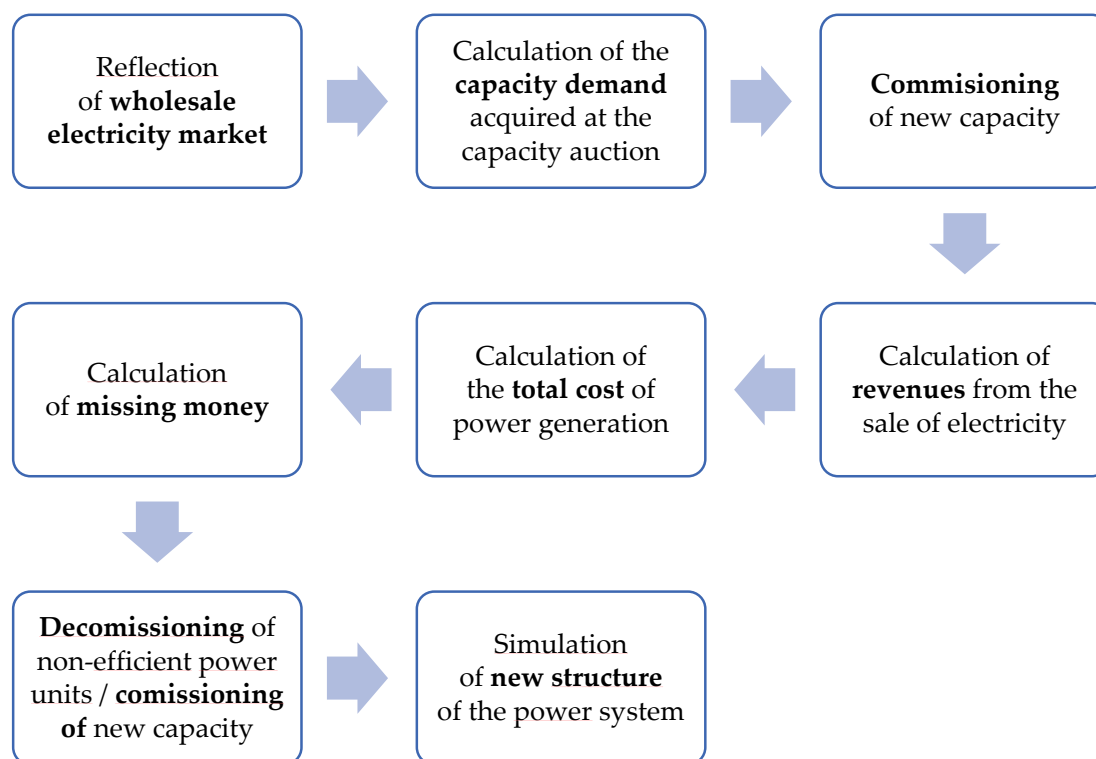 Reflection
of wholesale
electricity market
Calculation of the
capacity demand
acquired at the
capacity auction
Commisioning
of new capacity
Calculation of
revenues from the
sale of electricity
Calculation of
the total cost of
power generation
Calculation
of missing money
Decomissioning of
non-efficient power
units / comissioning
of new capacity
Simulation
of new structure
of the power system